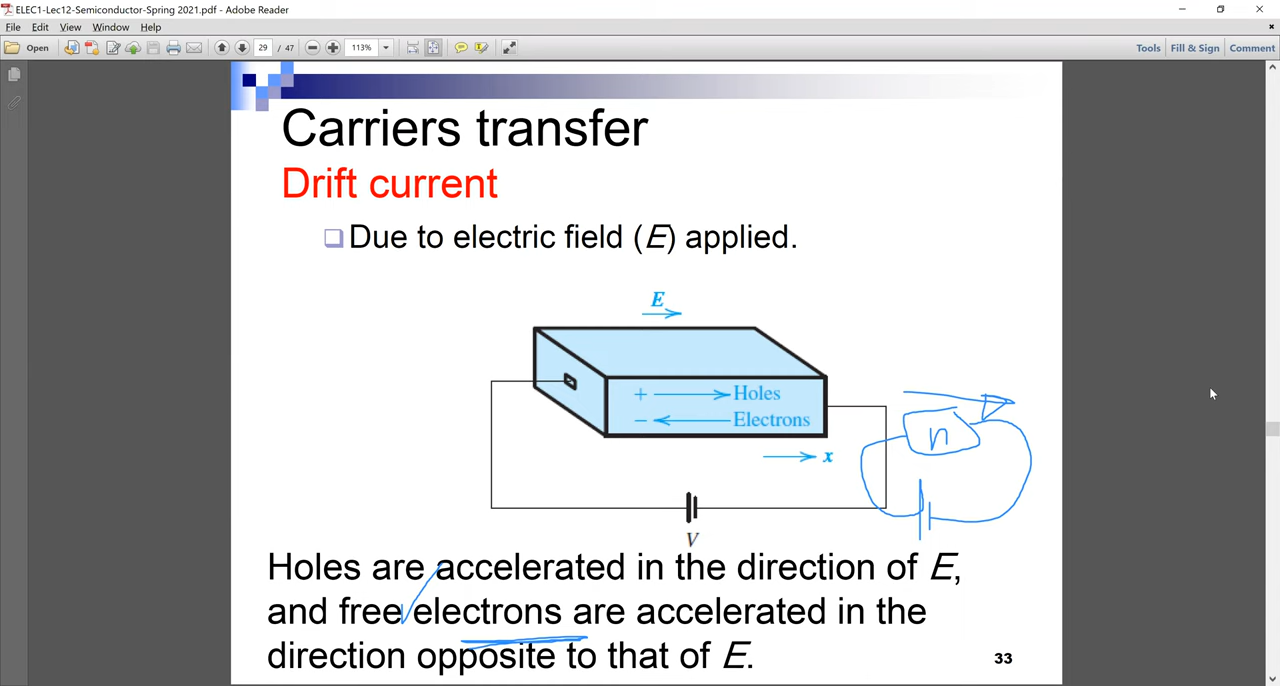 ELEC1-Lec12-Semiconductor-Spring 2021.pdf - Adobe Reader
File Edit View Window Help
Open 29 / 47 113% Tools Fill & Sign Comment
Carriers transfer
Drift current
Due to electric field (E) applied.
E
+ Holes
− Electrons
n
x
V
Holes are accelerated in the direction of E,
and free electrons are accelerated in the
direction opposite to that of E.
33